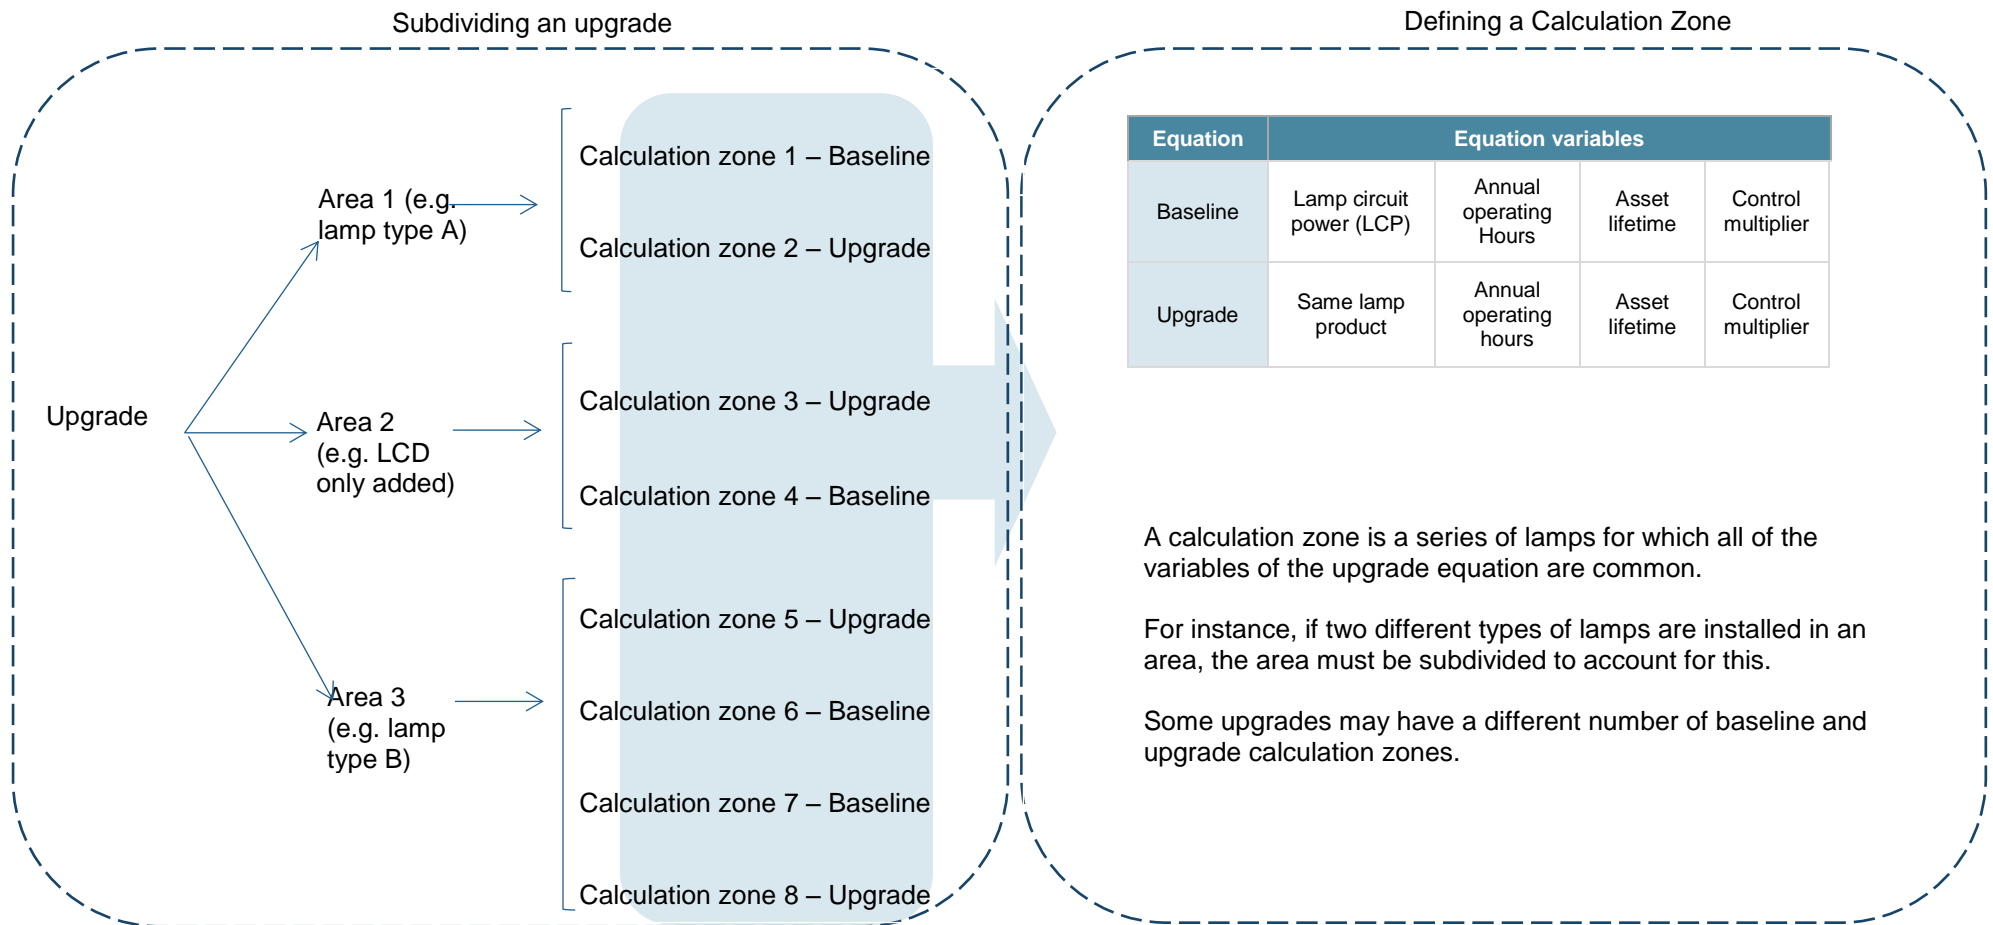 Subdividing an upgrade
Upgrade
Area 1 (e.g.
lamp type A)
Area 2
(e.g. LCD
only added)
Area 3
(e.g. lamp
type B)
Calculation zone 1 – Baseline
Calculation zone 2 – Upgrade
Calculation zone 3 – Upgrade
Calculation zone 4 – Baseline
Calculation zone 5 – Upgrade
Calculation zone 6 – Baseline
Calculation zone 7 – Baseline
Calculation zone 8 – Upgrade
Defining a Calculation Zone
Equation
Equation variables
Baseline
Lamp circuit
power (LCP)
Annual
operating
Hours
Asset
lifetime
Control
multiplier
Upgrade
Same lamp
product
Annual
operating
hours
Asset
lifetime
Control
multiplier
A calculation zone is a series of lamps for which all of the
variables of the upgrade equation are common.
For instance, if two different types of lamps are installed in an
area, the area must be subdivided to account for this.
Some upgrades may have a different number of baseline and
upgrade calculation zones.